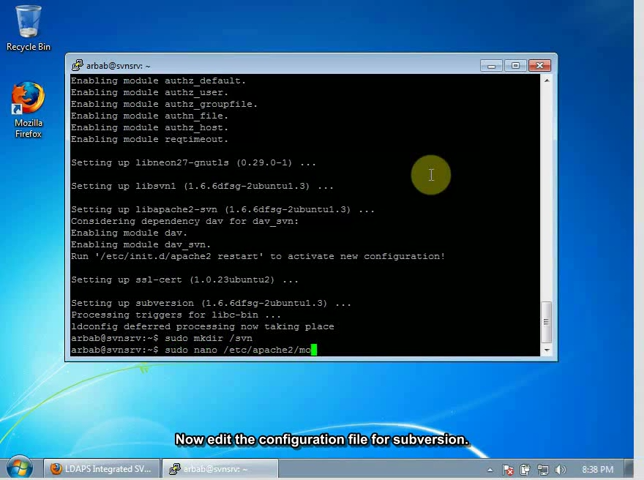 Recycle Bin
Mozilla
Firefox
arbab@svnsrv: ~
Enabling module authz_default.
Enabling module authz_user.
Enabling module authz_groupfile.
Enabling module authn_file.
Enabling module authz_host.
Enabling module reqtimeout.
Setting up libneon27-gnutls (0.29.0-1) ...
Setting up libsvn1 (1.6.6dfsg-2ubuntu1.3) ...
Setting up libapache2-svn (1.6.6dfsg-2ubuntu1.3) ...
Considering dependency dav for dav_svn:
Enabling module dav.
Enabling module dav_svn.
Run '/etc/init.d/apache2 restart' to activate new configuration!
Setting up ssl-cert (1.0.23ubuntu2) ...
Setting up subversion (1.6.6dfsg-2ubuntu1.3) ...
Processing triggers for libc-bin ...
ldconfig deferred processing now taking place
arbab@svnsrv:~$ sudo mkdir /svn
arbab@svnsrv:~$ sudo nano /etc/apache2/mo
Now edit the configuration file for subversion.
LDAPS Integrated SV...
arbab@svnsrv: ~
8:38 PM